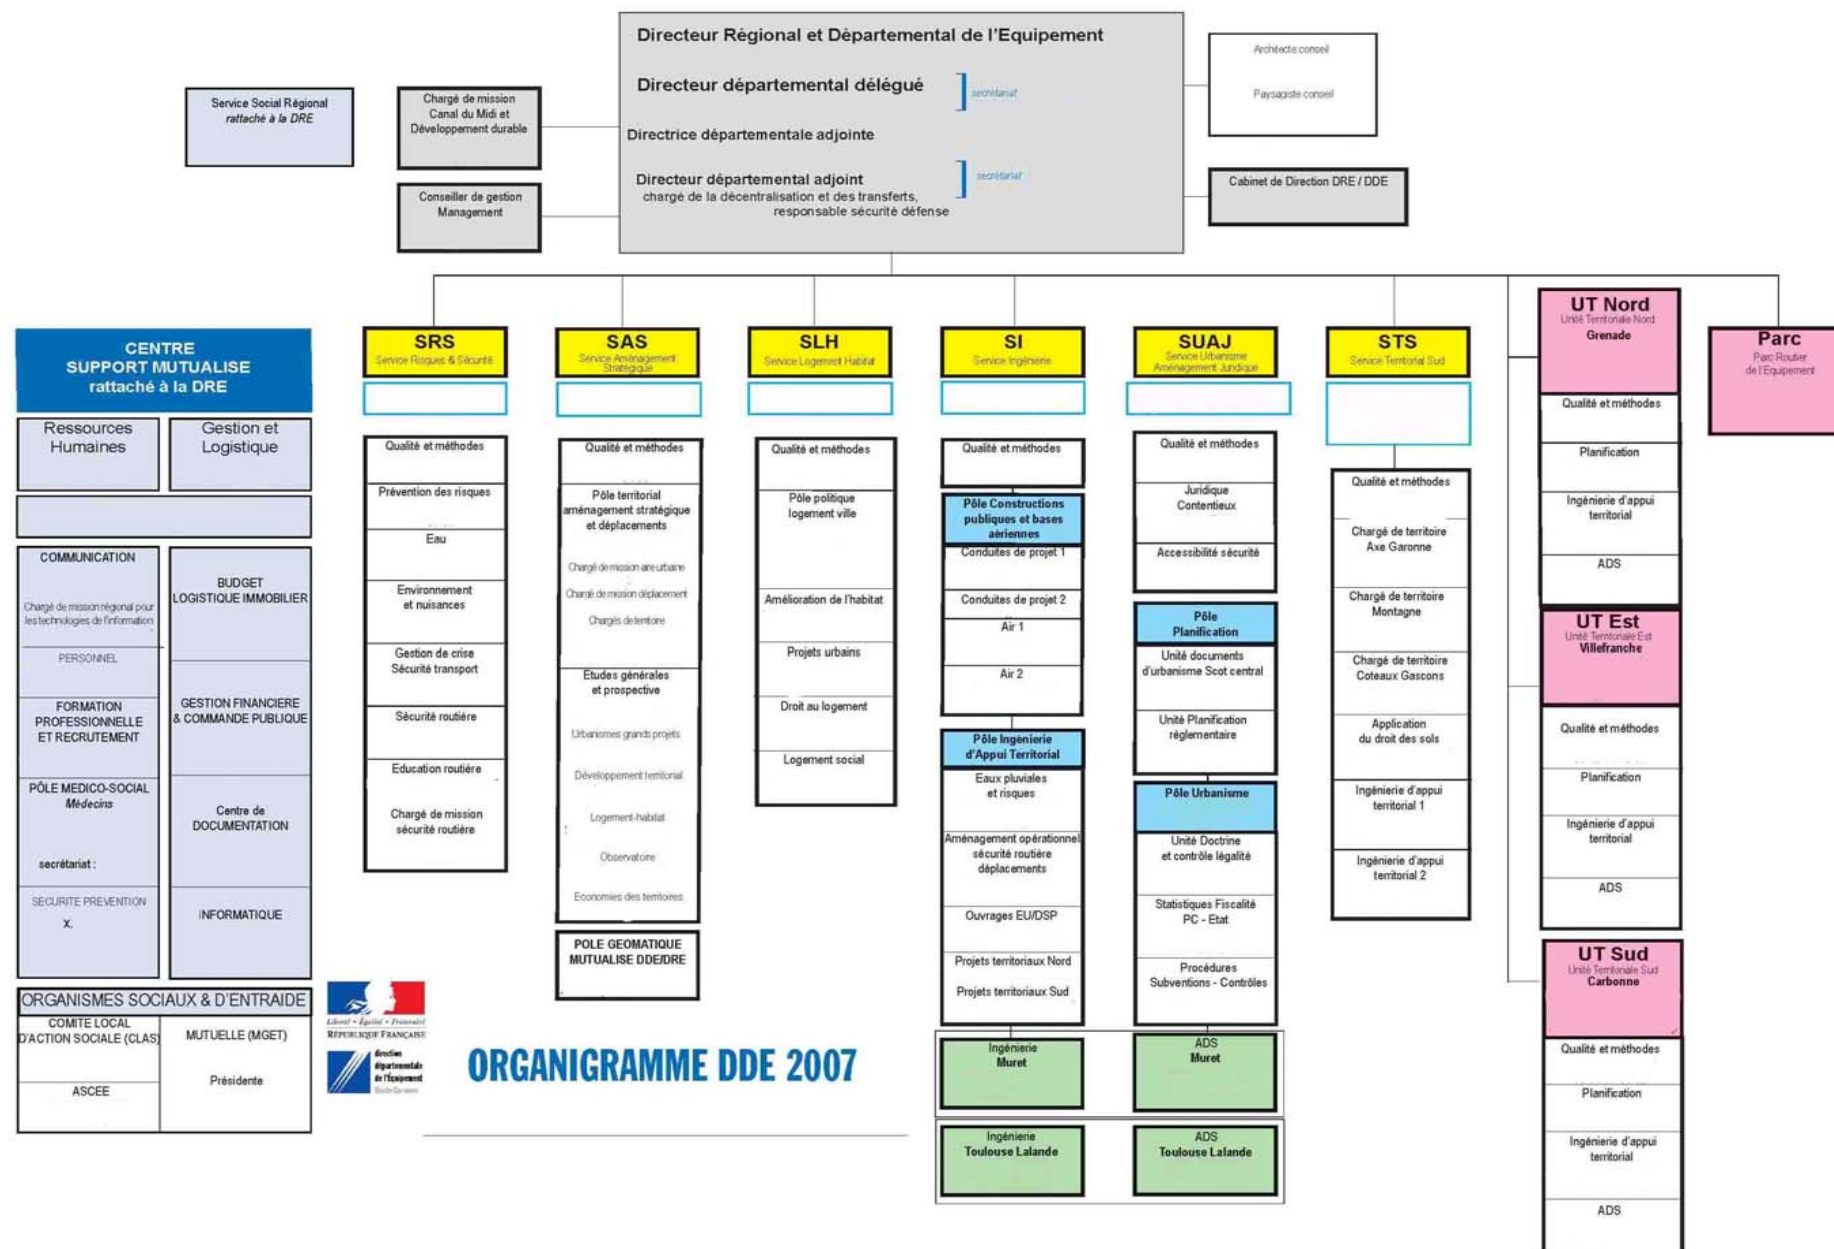 Directeur Régional et Départemental de l'Equipement
Directeur départemental délégué
secrétariat
Directrice départementale adjointe
Directeur départemental adjoint
chargé de la décentralisation et des transferts,
responsable sécurité défense
secrétariat
Architecte conseil
Paysagiste conseil
Service Social Régional
rattaché à la DRE
Chargé de mission
Canal du Midi et
Développement durable
Conseiller de gestion
Management
Cabinet de Direction DRE / DDE
CENTRE
SUPPORT MUTUALISE
rattaché à la DRE
Ressources
Humaines
Gestion et
Logistique
COMMUNICATION
Chargé de mission régional pour
les technologies de l'information
PERSONNEL
FORMATION
PROFESSIONNELLE
ET RECRUTEMENT
PÔLE MEDICO-SOCIAL
Médecins
secrétariat :
SECURITE PREVENTION
X.
BUDGET
LOGISTIQUE IMMOBILIER
GESTION FINANCIERE
& COMMANDE PUBLIQUE
Centre de
DOCUMENTATION
INFORMATIQUE
ORGANISMES SOCIAUX & D'ENTRAIDE
COMITE LOCAL
D'ACTION SOCIALE (CLAS)
ASCEE
MUTUELLE (MGET)
Présidente
SRS
Service Risques & Sécurité
Qualité et méthodes
Prévention des risques
Eau
Environnement
et nuisances
Gestion de crise
Sécurité transport
Sécurité routière
Education routière
Chargé de mission
sécurité routière
SAS
Service Aménagement
Stratégique
Qualité et méthodes
Pôle territorial
aménagement stratégique
et déplacements
Chargé de mission aire urbaine
Chargé de mission déplacement
Chargés de territoire
Etudes générales
et prospective
Urbanismes grands projets
Développement territorial
Logement-habitat
Observatoire
Economies des territoires
POLE GEOMATIQUE
MUTUALISE DDE/DRE
SLH
Service Logement Habitat
Qualité et méthodes
Pôle politique
logement ville
Amélioration de l'habitat
Projets urbains
Droit au logement
Logement social
SI
Service Ingénierie
Qualité et méthodes
Pôle Constructions
publiques et bases
aériennes
Conduites de projet 1
Conduites de projet 2
Air 1
Air 2
Pôle Ingénierie
d'Appui Territorial
Eaux pluviales
et risques
Aménagement opérationnel
sécurité routière
déplacements
Ouvrages EU/DSP
Projets territoriaux Nord
Projets territoriaux Sud
Ingénierie
Muret
Ingénierie
Toulouse Lalande
SUAJ
Service Urbanisme
Aménagement Juridique
Qualité et méthodes
Juridique
Contentieux
Accessibilité sécurité
Pôle
Planification
Unité documents
d'urbanisme Scot central
Unité Planification
réglementaire
Pôle Urbanisme
Unité Doctrine
et contrôle légalité
Statistiques Fiscalité
PC - Etat
Procédures
Subventions - Contrôles
ADS
Muret
ADS
Toulouse Lalande
STS
Service Territorial Sud
Qualité et méthodes
Chargé de territoire
Axe Garonne
Chargé de territoire
Montagne
Chargé de territoire
Coteaux Gascons
Application
du droit des sols
Ingénierie d'appui
territorial 1
Ingénierie d'appui
territorial 2
UT Nord
Unité Territoriale Nord
Grenade
Qualité et méthodes
Planification
Ingénierie d'appui
territorial
ADS
UT Est
Unité Territoriale Est
Villefranche
Qualité et méthodes
Planification
Ingénierie d'appui
territorial
ADS
UT Sud
Unité Territoriale Sud
Carbonne
Qualité et méthodes
Planification
Ingénierie d'appui
territorial
ADS
Parc
Parc Routier
de l'Equipement
Liberté • Égalité • Fraternité
RÉPUBLIQUE FRANÇAISE
direction
départementale
de l'Équipement
Haute-Garonne
ORGANIGRAMME DDE 2007